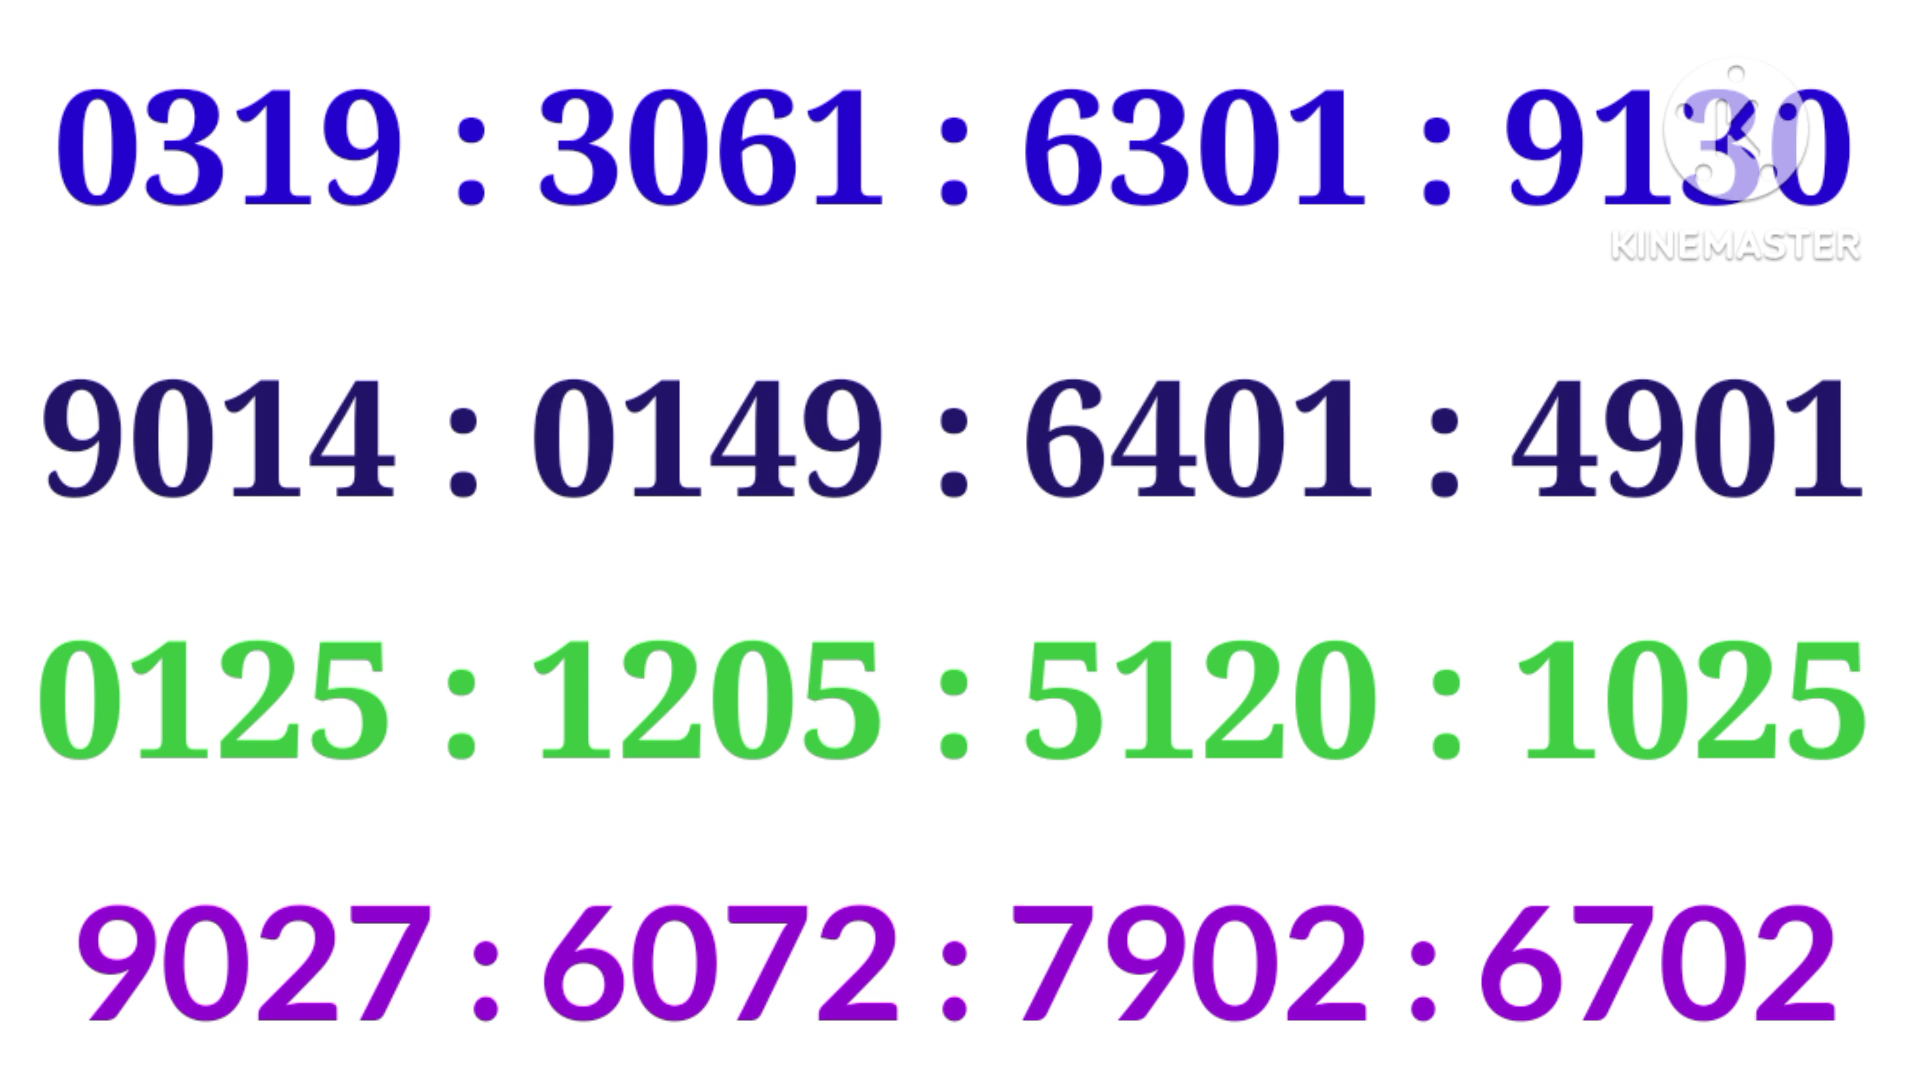 0319 : 3061 : 6301 : 9130
KINEMASTER
9014 : 0149 : 6401 : 4901
0125 : 1205 : 5120 : 1025
9027 : 6072 : 7902 : 6702